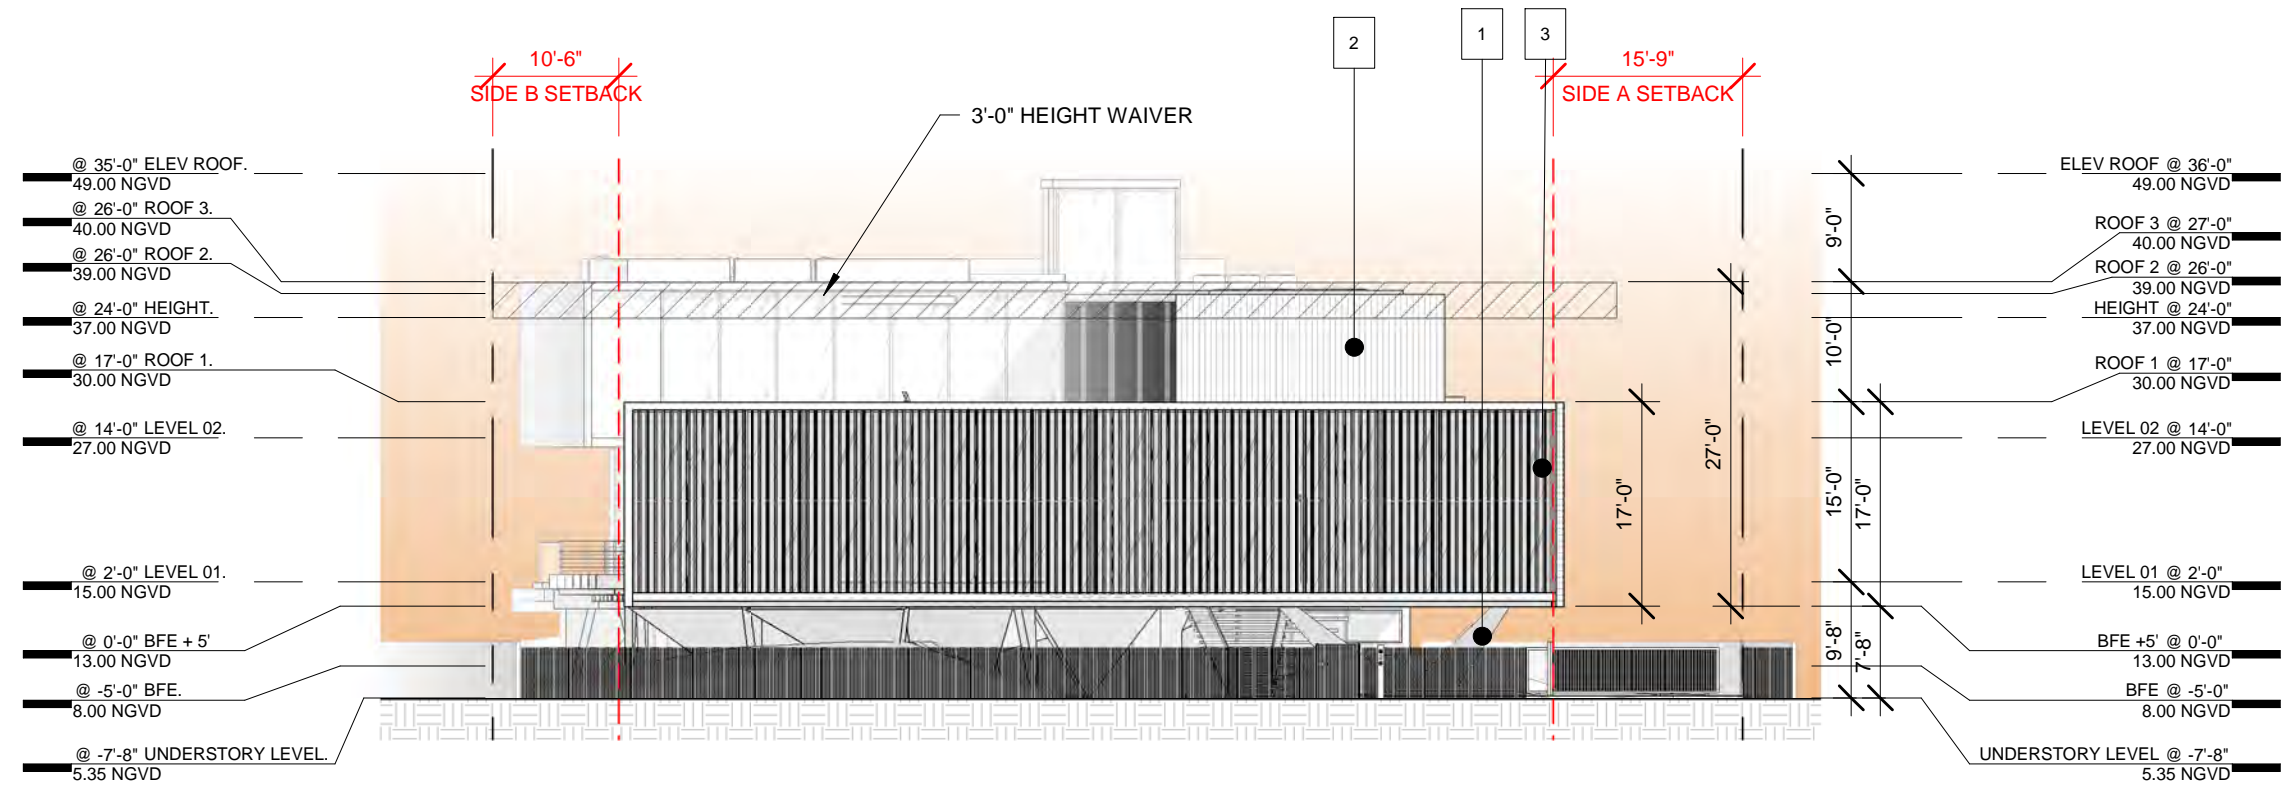 2
1
3
10'-6"
SIDE B SETBACK
15'-9"
SIDE A SETBACK
3'-0" HEIGHT WAIVER
@ 35'-0" ELEV ROOF.
49.00 NGVD
@ 26'-0" ROOF 3.
40.00 NGVD
@ 26'-0" ROOF 2.
39.00 NGVD
@ 24'-0" HEIGHT.
37.00 NGVD
@ 17'-0" ROOF 1.
30.00 NGVD
@ 14'-0" LEVEL 02.
27.00 NGVD
@ 2'-0" LEVEL 01.
15.00 NGVD
@ 0'-0" BFE + 5'
13.00 NGVD
@ -5'-0" BFE.
8.00 NGVD
@ -7'-8" UNDERSTORY LEVEL.
5.35 NGVD
17'-0"
27'-0"
9'-0"
10'-0"
15'-0"
17'-0"
9'-8"
7'-8"
ELEV ROOF @ 36'-0"
49.00 NGVD
ROOF 3 @ 27'-0"
40.00 NGVD
ROOF 2 @ 26'-0"
39.00 NGVD
HEIGHT @ 24'-0"
37.00 NGVD
ROOF 1 @ 17'-0"
30.00 NGVD
LEVEL 02 @ 14'-0"
27.00 NGVD
LEVEL 01 @ 2'-0"
15.00 NGVD
BFE +5' @ 0'-0"
13.00 NGVD
BFE @ -5'-0"
8.00 NGVD
UNDERSTORY LEVEL @ -7'-8"
5.35 NGVD